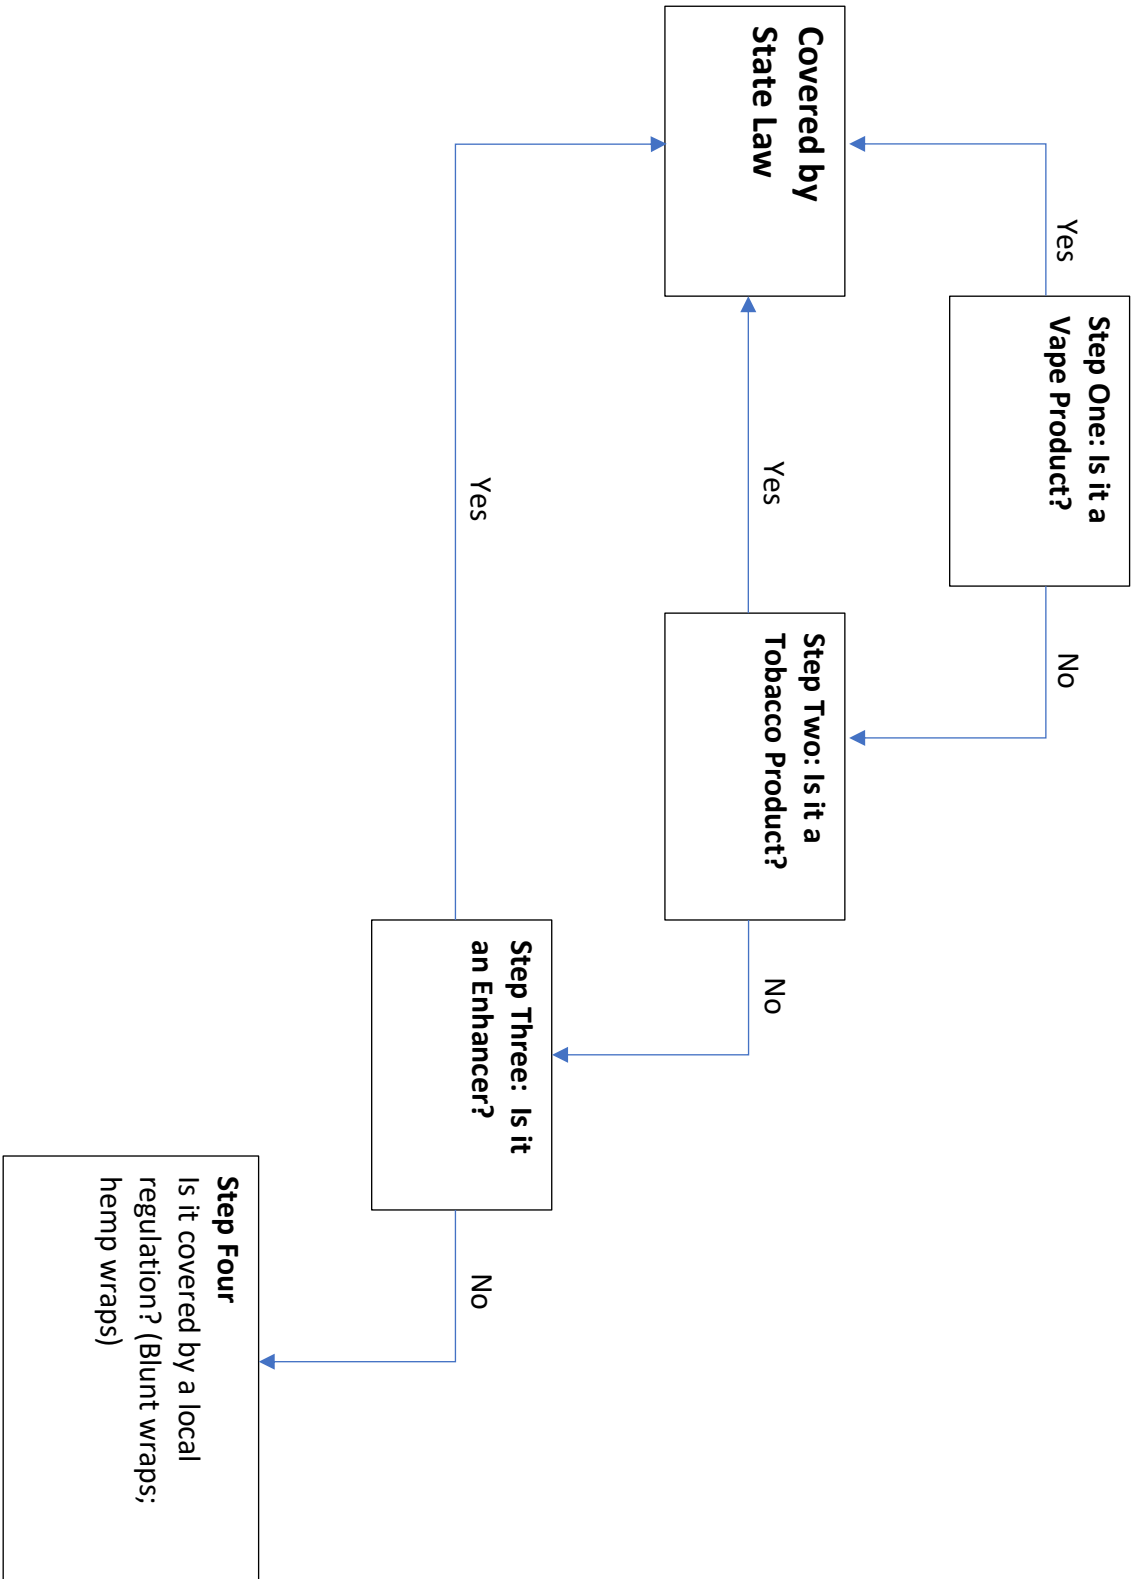 Step One: Is it a
Vape Product?
Yes
No
Covered by
State Law
Yes
Step Two: Is it a
Tobacco Product?
No
Yes
Step Three:  Is it
an Enhancer?
No
Step Four
Is it covered by a local
regulation? (Blunt wraps;
hemp wraps)